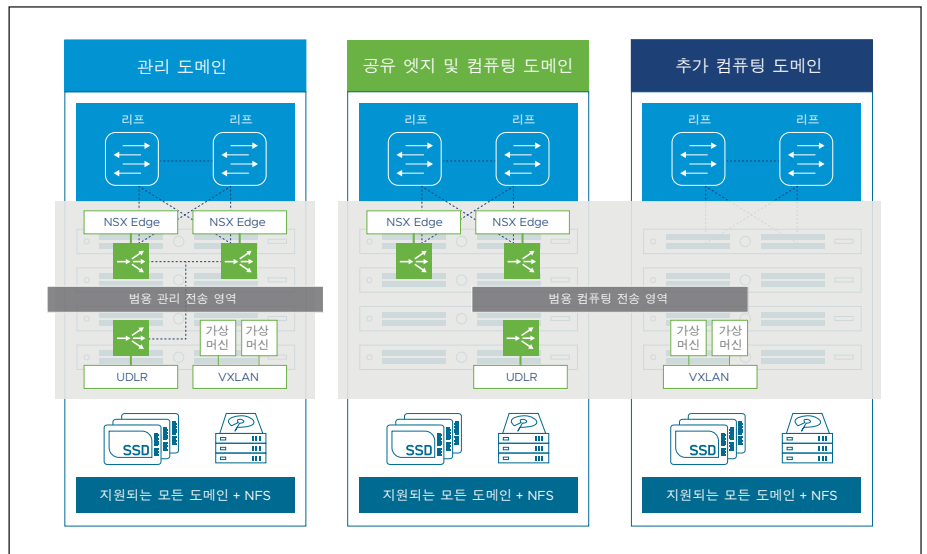 관리 도메인
공유 엣지 및 컴퓨팅 도메인
추가 컴퓨팅 도메인
리프
리프
리프
리프
리프
리프
NSX Edge
NSX Edge
NSX Edge
NSX Edge
범용 관리 전송 영역
범용 컴퓨팅 전송 영역
가상
머신
가상
머신
가상
머신
가상
머신
UDLR
VXLAN
UDLR
VXLAN
SSD
SSD
SSD
지원되는 모든 도메인 + NFS
지원되는 모든 도메인 + NFS
지원되는 모든 도메인 + NFS